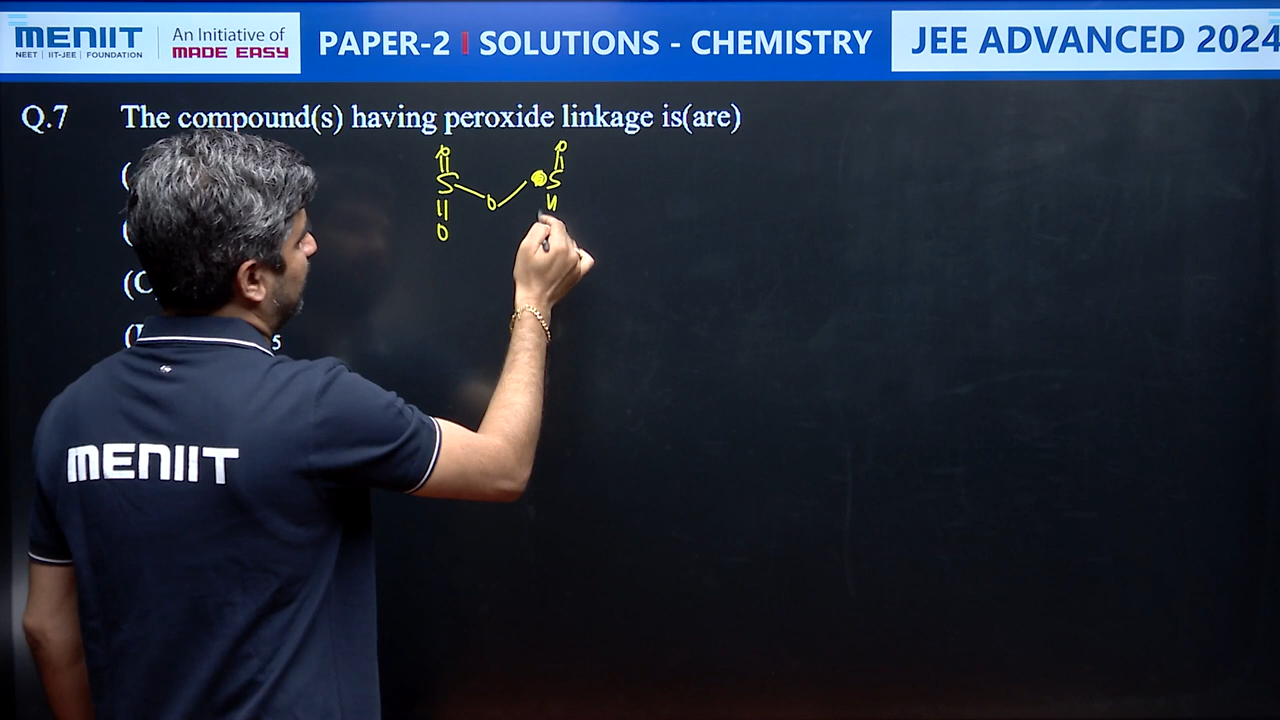 MENIIT
NEET | IIT-JEE | FOUNDATION
An Initiative of
MADE EASY
PAPER-2 | SOLUTIONS - CHEMISTRY
JEE ADVANCED 2024
Q.7 The compound(s) having peroxide linkage is(are)
O O
S S
O
O
(C
5
MENIIT